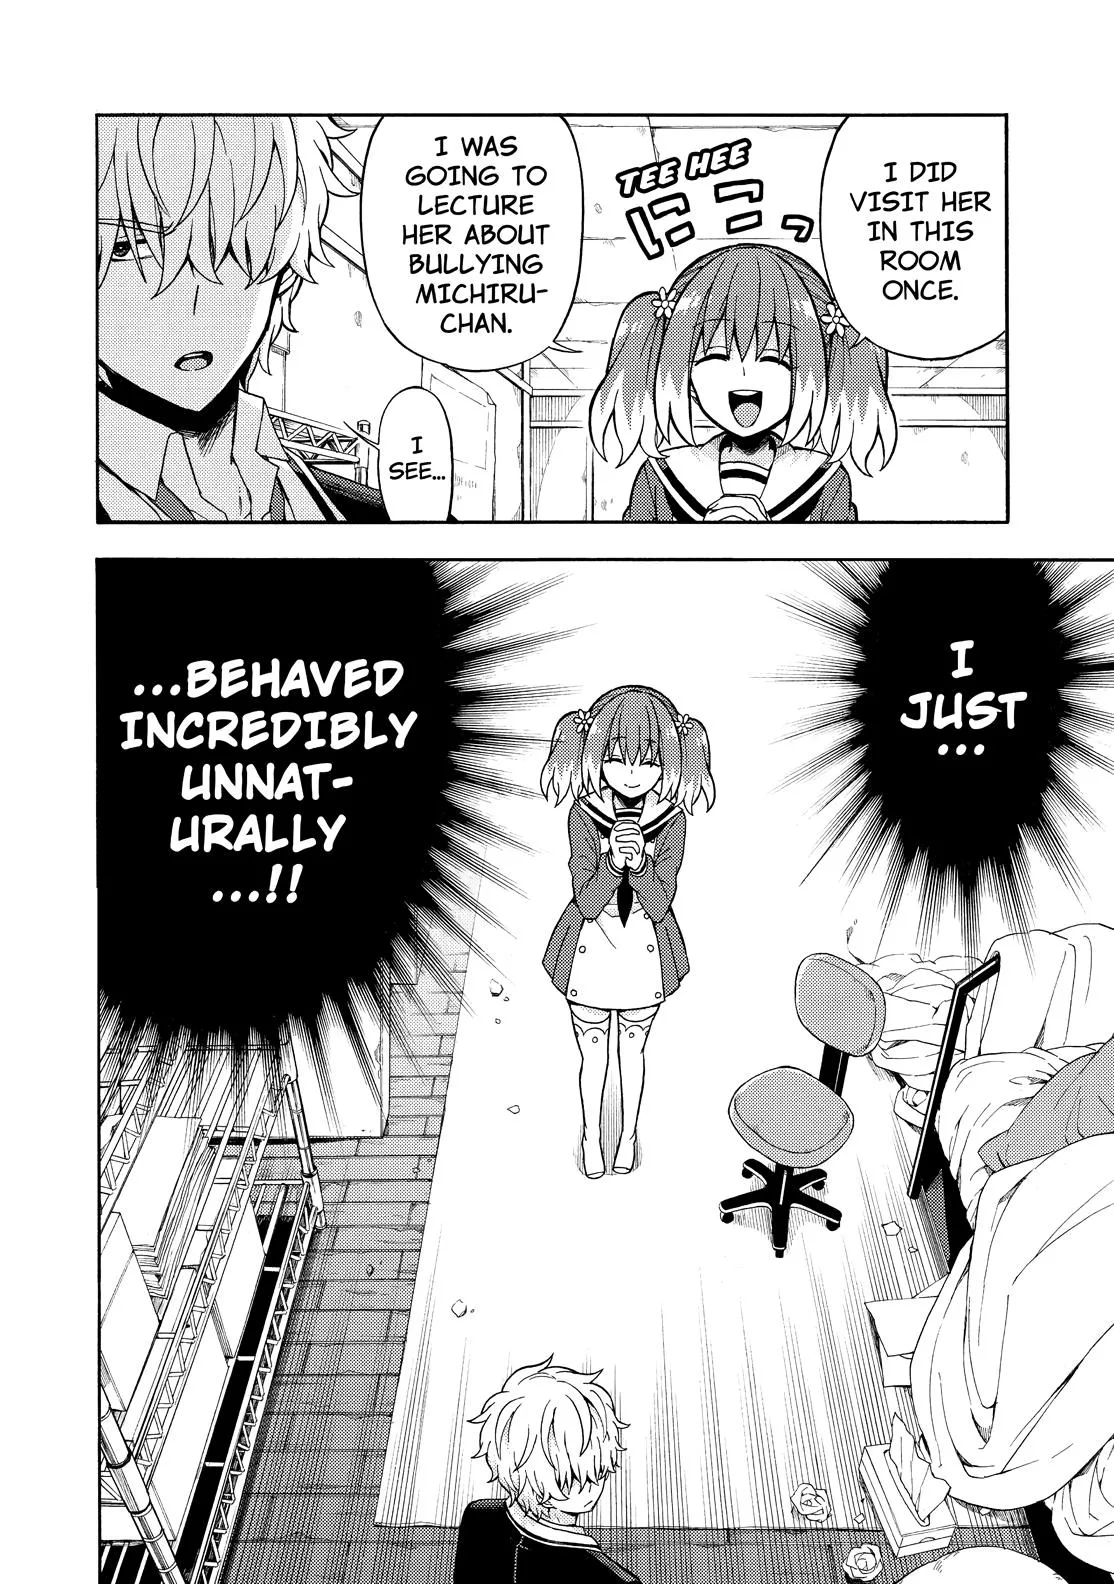 I DID
VISIT HER
IN THIS
ROOM
ONCE.
TEE HEE
にこっ
I WAS
GOING TO
LECTURE
HER ABOUT
BULLYING
MICHIRU-
CHAN.
I
SEE...
I
JUST
...
...BEHAVED
INCREDIBLY
UNNAT-
URALLY
...!!